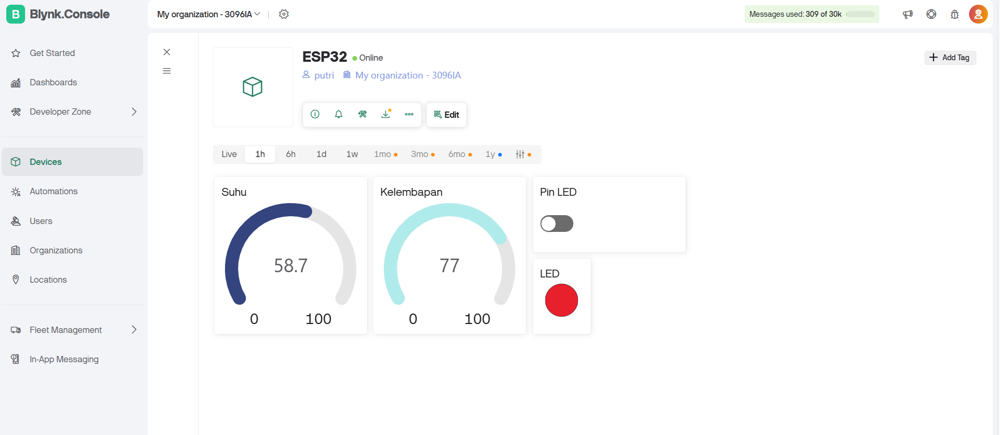 B Blynk.Console
My organization - 3096IA
Messages used: 309 of 30k
Get Started
Dashboards
Developer Zone
Devices
Automations
Users
Organizations
Locations
Fleet Management
In-App Messaging
ESP32 Online
putri My organization - 3096IA
Add Tag
Edit
Live 1h 6h 1d 1w 1mo 3mo 6mo 1y
Suhu
58.7
0 100
Kelembapan
77
0 100
Pin LED
LED